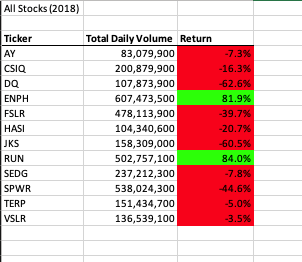 All Stocks (2018)
Ticker Total Daily Volume Return
AY 83,079,900 -7.3%
CSIQ 200,879,900 -16.3%
DQ 107,873,900 -62.6%
ENPH 607,473,500 81.9%
FSLR 478,113,900 -39.7%
HASI 104,340,600 -20.7%
JKS 158,309,000 -60.5%
RUN 502,757,100 84.0%
SEDG 237,212,300 -7.8%
SPWR 538,024,300 -44.6%
TERP 151,434,700 -5.0%
VSLR 136,539,100 -3.5%